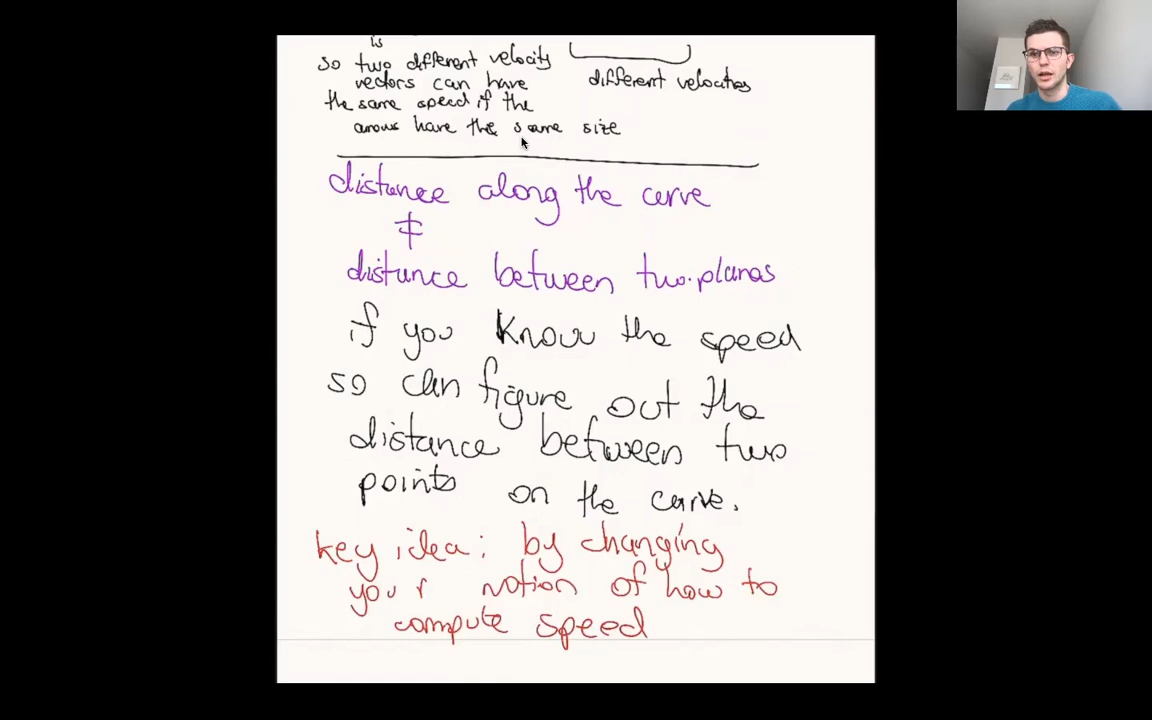 is
so two different velocity
vectors can have
the same speed if the
arrows have the same size
different velocities
distance along the curve
≠
distance between two planes
if you know the speed
so can figure out the
distance between two
points on the curve.
key idea: by changing
your notion of how to
compute speed